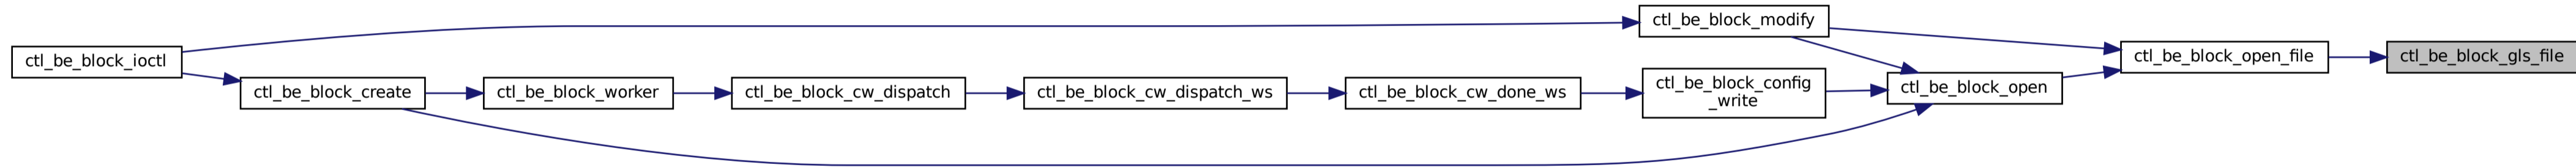 ctl_be_block_ioctl
ctl_be_block_create
ctl_be_block_worker
ctl_be_block_cw_dispatch
ctl_be_block_cw_dispatch_ws
ctl_be_block_cw_done_ws
ctl_be_block_modify
ctl_be_block_config
_write
ctl_be_block_open
ctl_be_block_open_file
ctl_be_block_gls_file